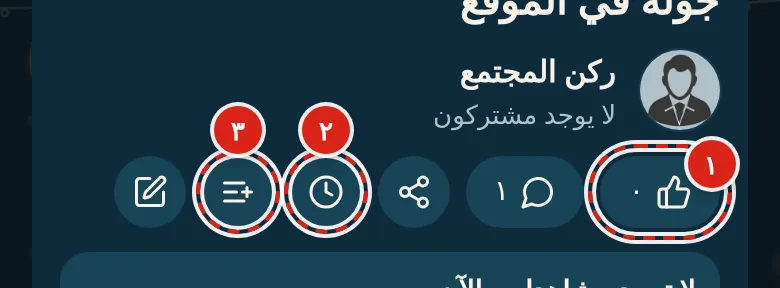 جولة في الموقع
ركن المجتمع
لا يوجد مشتركون
١ ٢ ٣
٠ ١